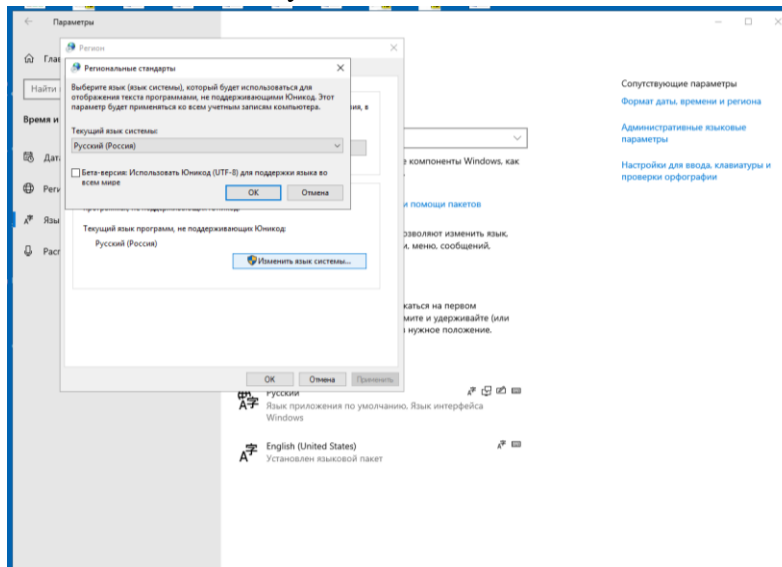 Параметры
Регион
Региональные стандарты
Выберите язык (язык системы), который будет использоваться для
отображения текста программами, не поддерживающими Юникод. Этот
параметр будет применяться ко всем учетным записям компьютера.
Текущий язык системы:
Русский (Россия)
Бета-версия: Использовать Юникод (UTF-8) для поддержки языка во
всем мире
ОК
Отмена
Текущий язык программ, не поддерживающих Юникод:
Русский (Россия)
Изменить язык системы...
ОК
Отмена
Применить
Найти
Время и
компоненты Windows, как
и помощи пакетов
изменить язык,
меню, сообщений,
на первом
и удерживайте (или
нужное положение.
Русский
Язык приложения по умолчанию. Язык интерфейса
Windows
English (United States)
Установлен языковой пакет
Сопутствующие параметры
Формат даты, времени и региона
Административные языковые
параметры
Настройки для ввода, клавиатуры и
проверки орфографии